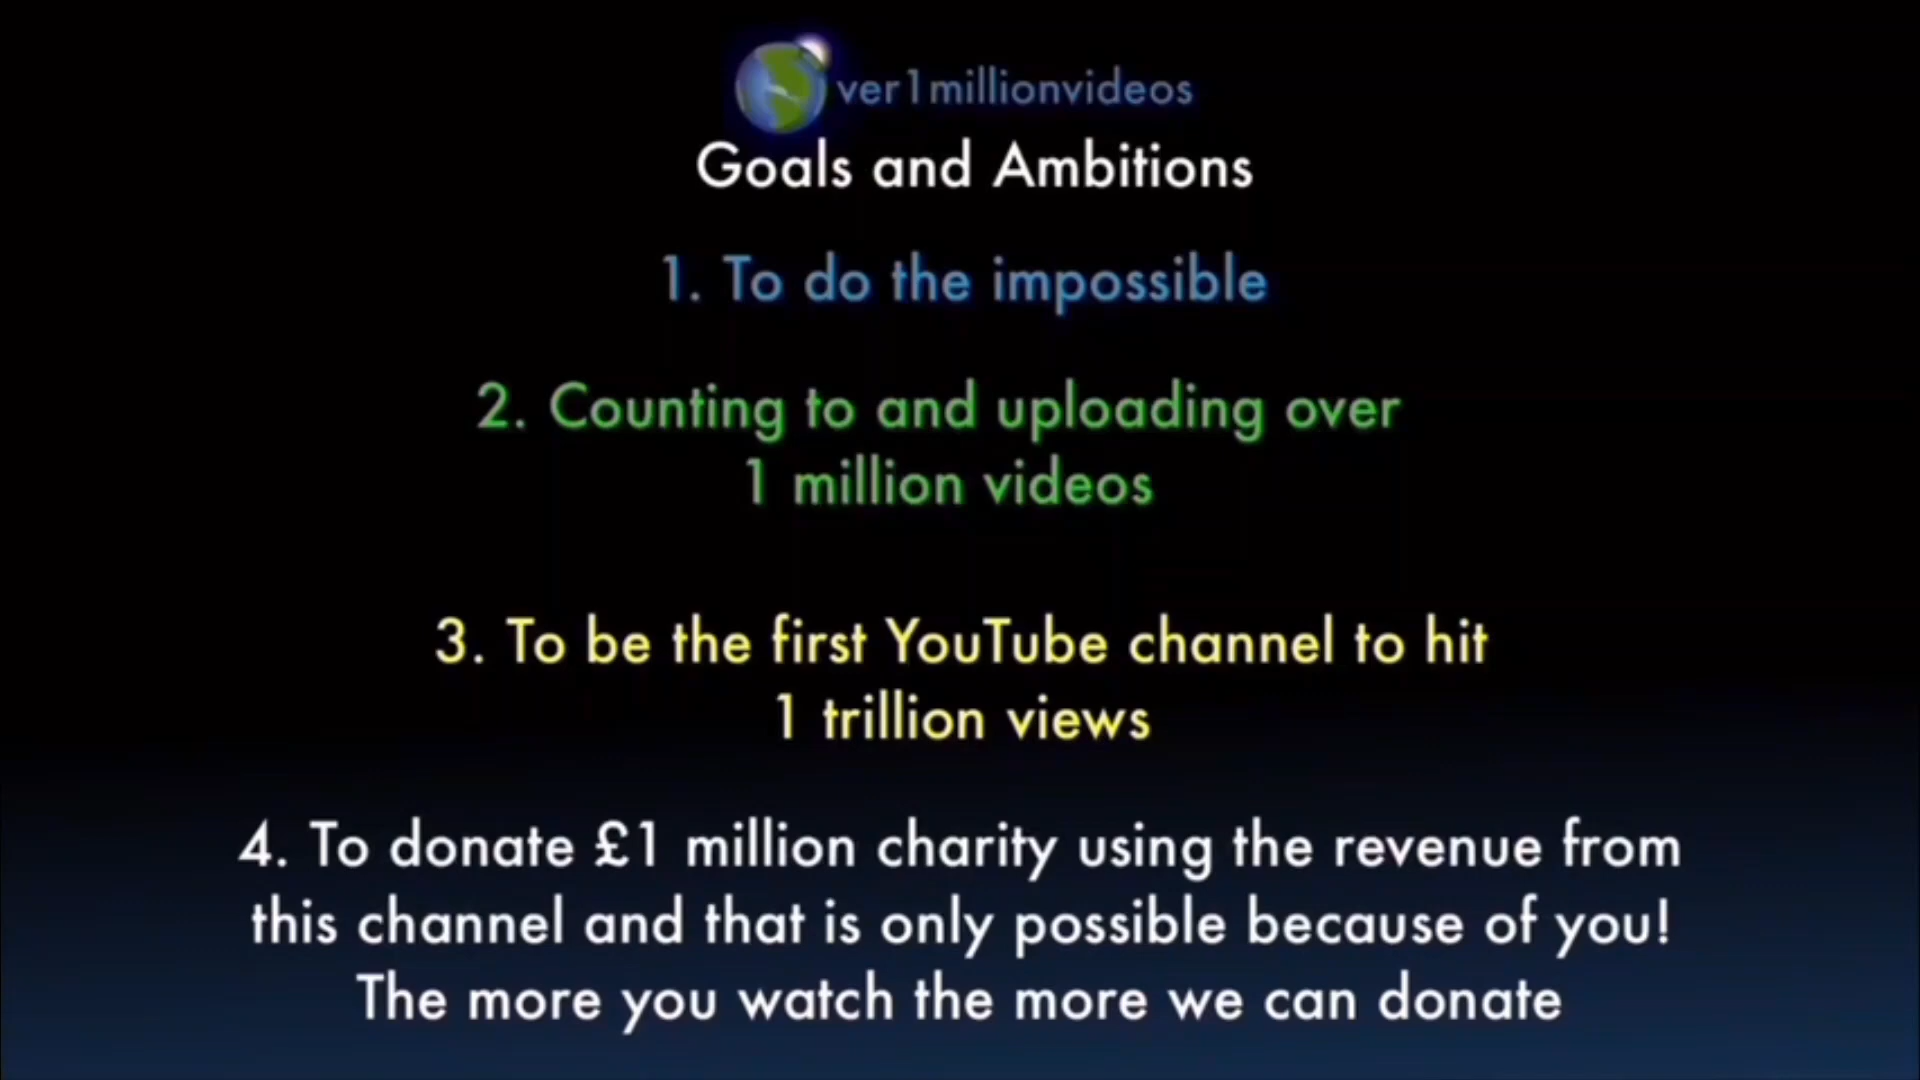 ver1millionvideos
Goals and Ambitions
1. To do the impossible
2. Counting to and uploading over
1 million videos
3. To be the first YouTube channel to hit
1 trillion views
4. To donate £1 million charity using the revenue from
this channel and that is only possible because of you!
The more you watch the more we can donate